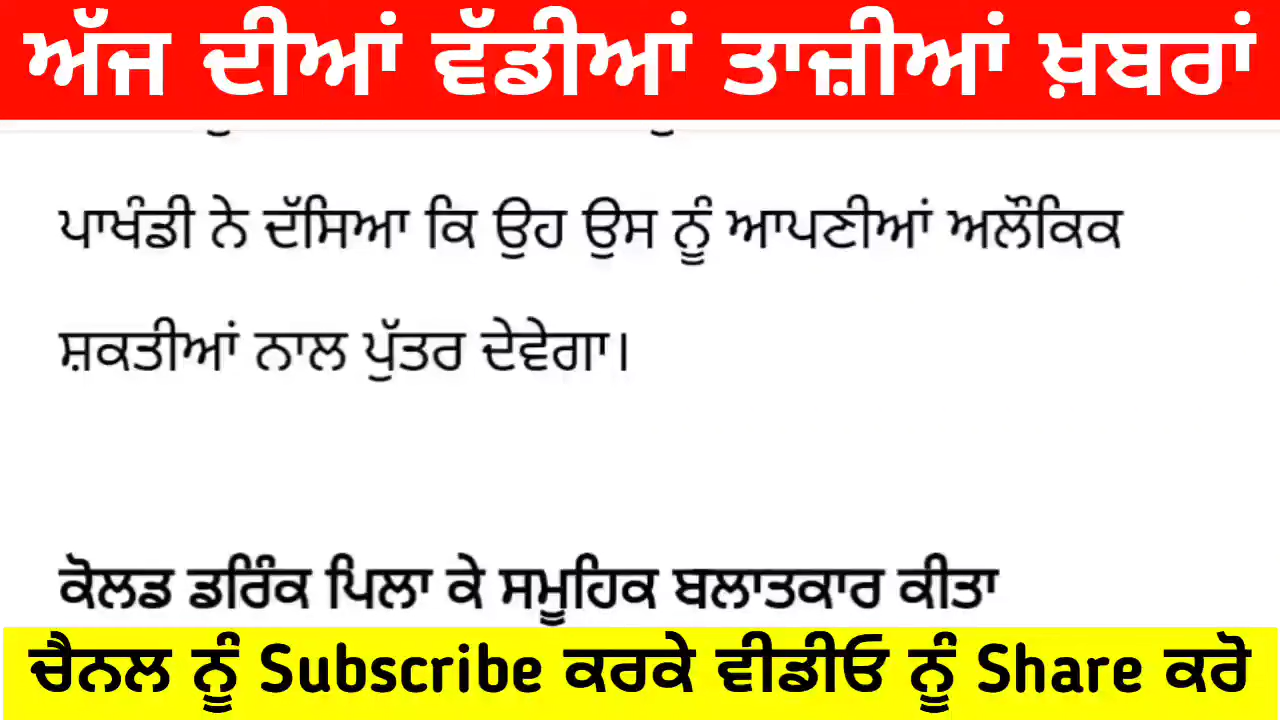 ਅੱਜ ਦੀਆਂ ਵੱਡੀਆਂ ਤਾਜ਼ੀਆਂ ਖ਼ਬਰਾਂ
ਪਾਖੰਡੀ ਨੇ ਦੱਸਿਆ ਕਿ ਉਹ ਉਸ ਨੂੰ ਆਪਣੀਆਂ ਅਲੌਕਿਕ
ਸ਼ਕਤੀਆਂ ਨਾਲ ਪੁੱਤਰ ਦੇਵੇਗਾ।
ਕੋਲਡ ਡਰਿੰਕ ਪਿਲਾ ਕੇ ਸਮੂਹਿਕ ਬਲਾਤਕਾਰ ਕੀਤਾ
ਚੈਨਲ ਨੂੰ Subscribe ਕਰਕੇ ਵੀਡੀਓ ਨੂੰ Share ਕਰੋ